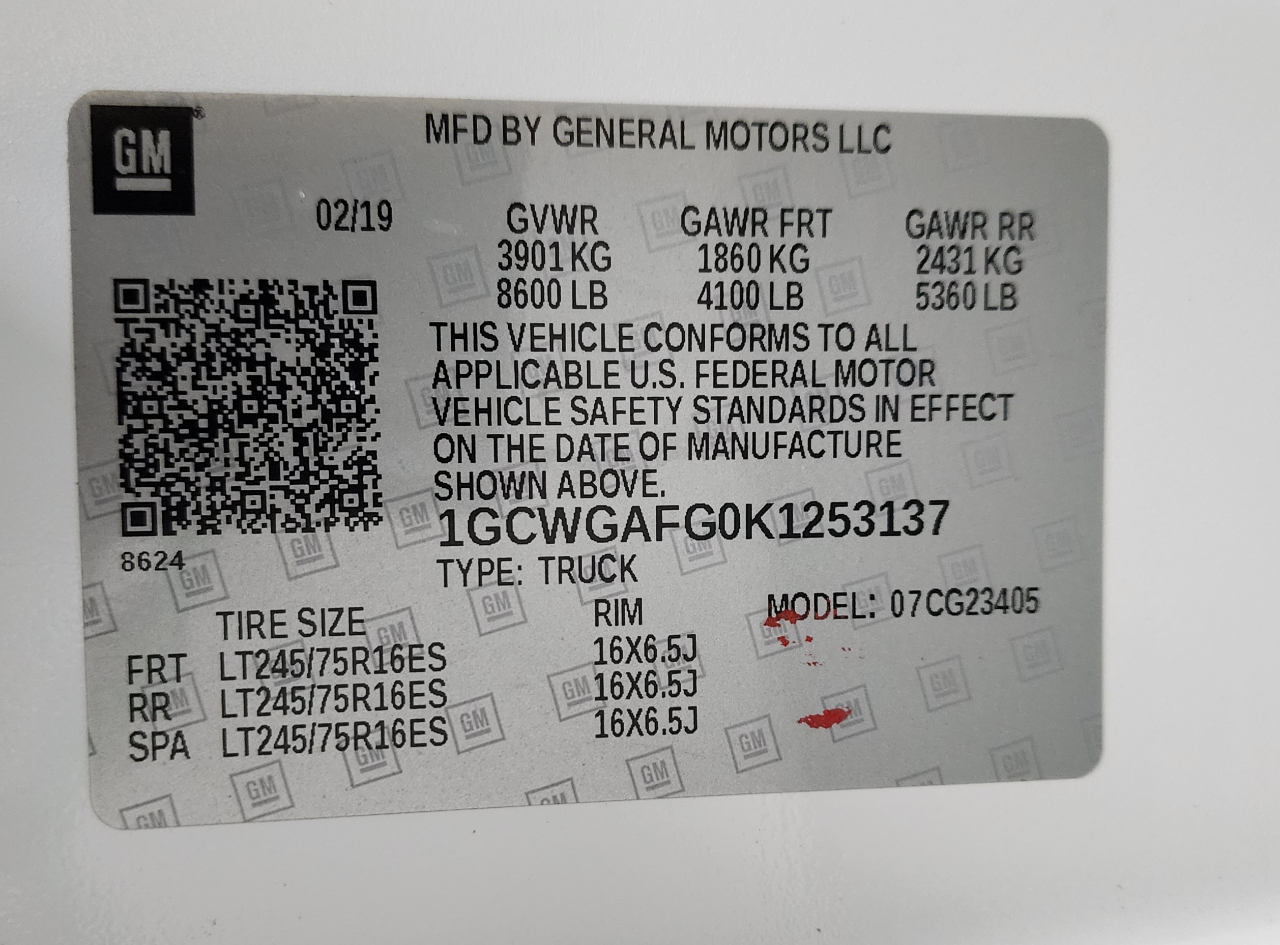 GM
MFD BY GENERAL MOTORS LLC
02/19 GVWR GAWR FRT GAWR RR
3901 KG 1860 KG 2431 KG
8600 LB 4100 LB 5360 LB
THIS VEHICLE CONFORMS TO ALL
APPLICABLE U.S. FEDERAL MOTOR
VEHICLE SAFETY STANDARDS IN EFFECT
ON THE DATE OF MANUFACTURE
SHOWN ABOVE.
1GCWGAFG0K1253137
8624
TYPE: TRUCK
TIRE SIZE RIM MODEL: 07CG23405
FRT LT245/75R16ES 16X6.5J
RR LT245/75R16ES 16X6.5J
SPA LT245/75R16ES 16X6.5J